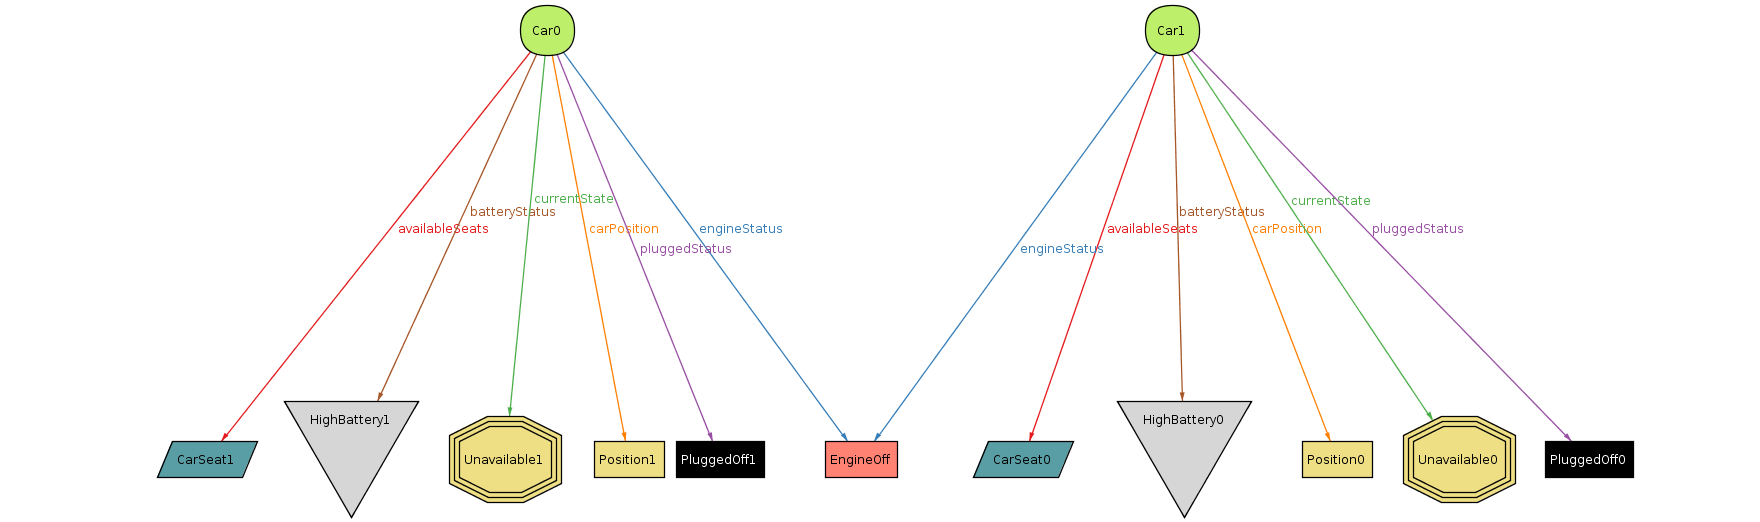 Car0
Car1
currentState
currentState
batteryStatus
batteryStatus
availableSeats
carPosition
engineStatus
availableSeats
carPosition
pluggedStatus
pluggedStatus
engineStatus
HighBattery1
HighBattery0
CarSeat1
Unavailable1
Position1
PluggedOff1
EngineOff
CarSeat0
Position0
Unavailable0
PluggedOff0